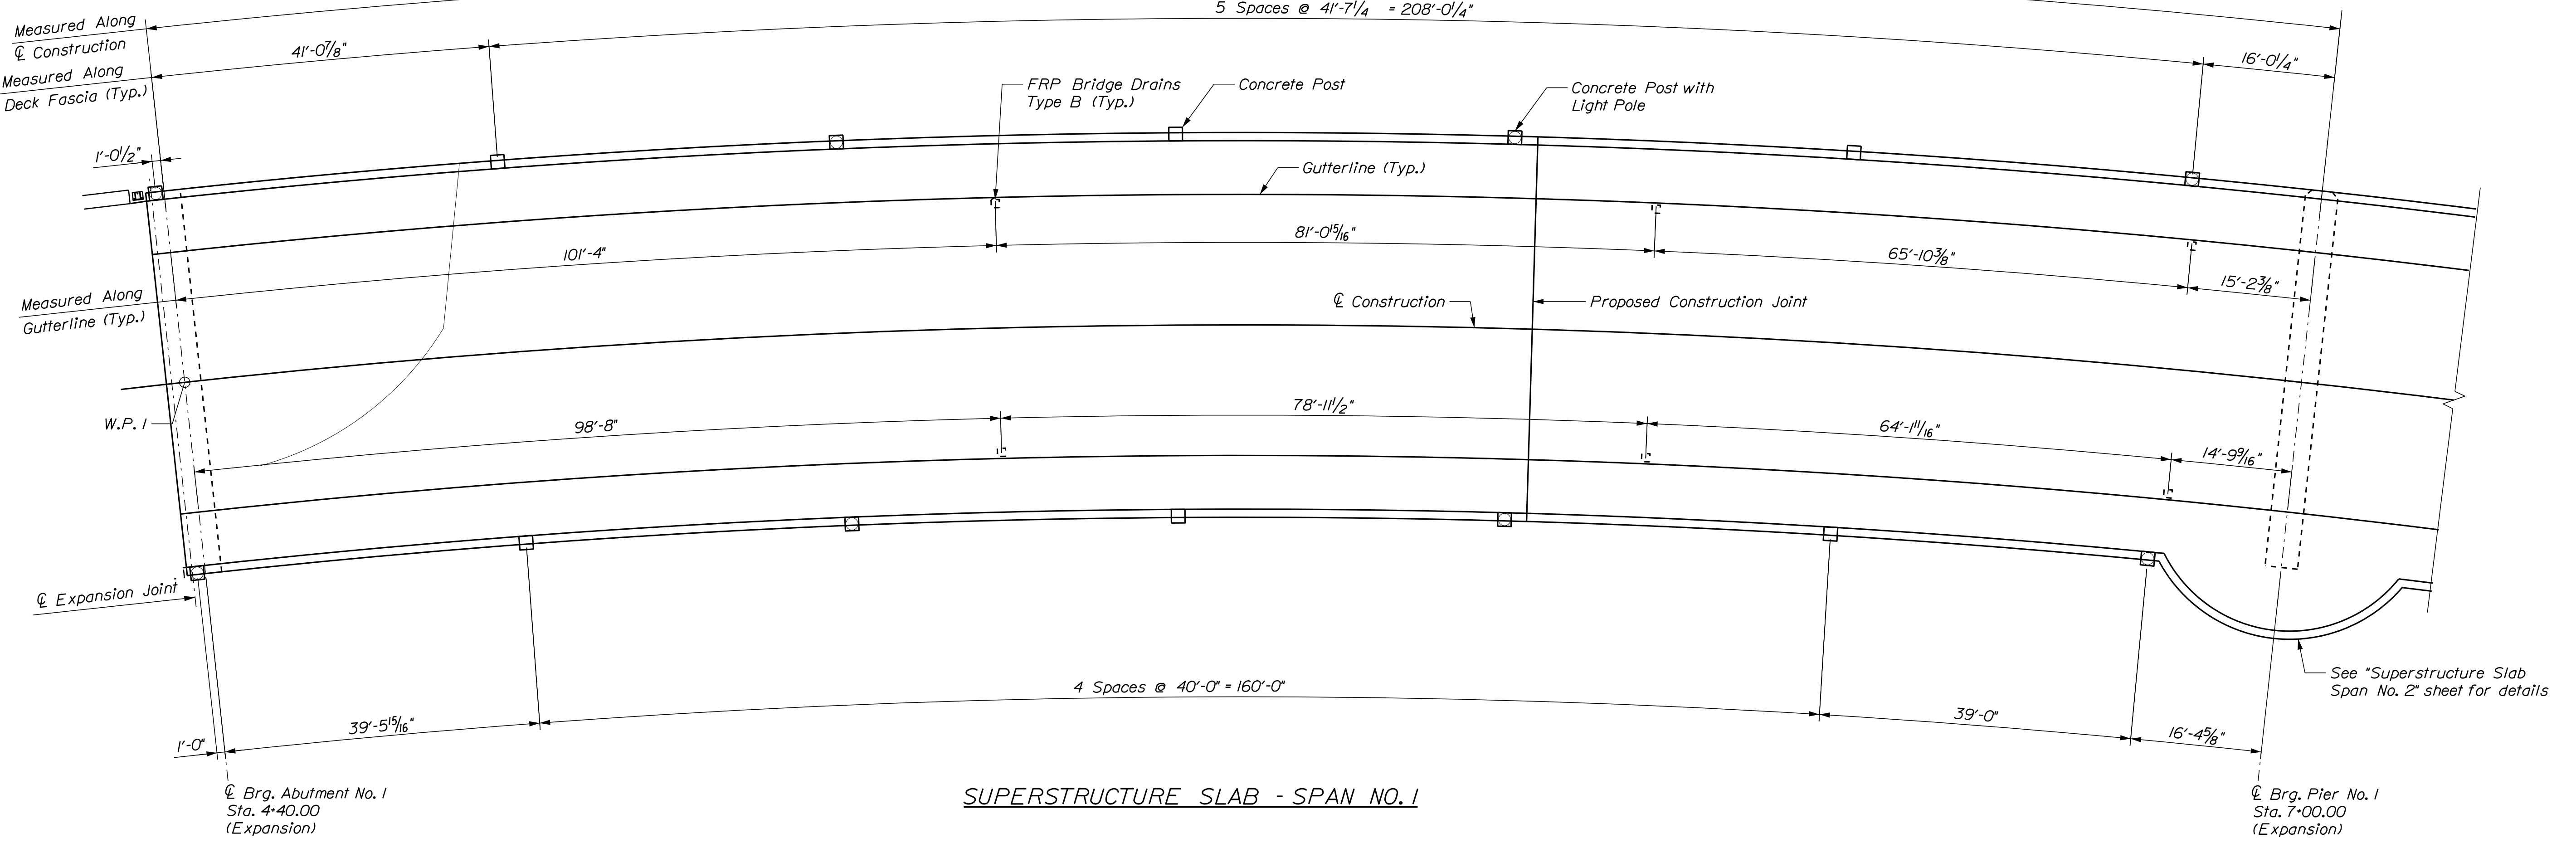 5 Spaces @ 41'-7 1/4 = 208'-0 1/4"
Measured Along
℄ Construction
41'-0 7/8"
16'-0 1/4"
Measured Along
Deck Fascia (Typ.)
FRP Bridge Drains
Type B (Typ.)
Concrete Post
Concrete Post with
Light Pole
1'-0 1/2"
Gutterline (Typ.)
101'-4"
81'-0 15/16"
65'-10 3/8"
15'-2 3/8"
Measured Along
Gutterline (Typ.)
℄ Construction
Proposed Construction Joint
W.P. 1
98'-8"
78'-11 1/2"
64'-1 11/16"
14'-9 9/16"
℄ Expansion Joint
See "Superstructure Slab
Span No. 2" sheet for details
4 Spaces @ 40'-0" = 160'-0"
1'-0"
39'-5 15/16"
39'-0"
16'-4 5/8"
℄ Brg. Abutment No. 1
Sta. 4+40.00
(Expansion)
SUPERSTRUCTURE SLAB - SPAN NO. 1
℄ Brg. Pier No. 1
Sta. 7+00.00
(Expansion)